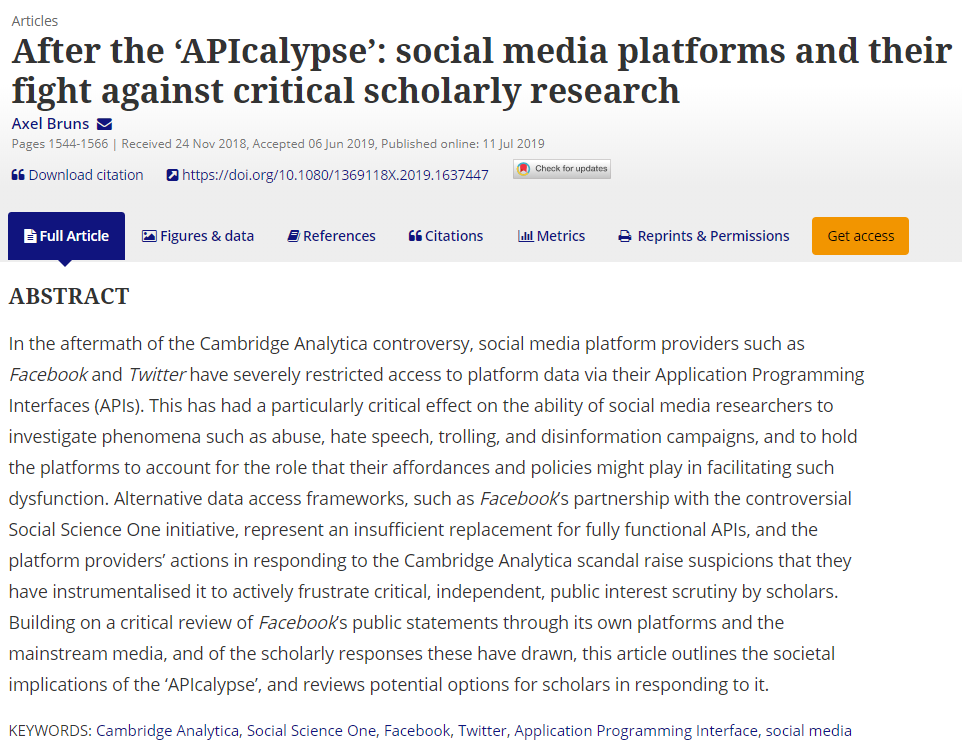 Articles
After the ‘APIcalypse’: social media platforms and their
fight against critical scholarly research
Axel Bruns
Pages 1544-1566 | Received 24 Nov 2018, Accepted 06 Jun 2019, Published online: 11 Jul 2019
Download citation https://doi.org/10.1080/1369118X.2019.1637447 Check for updates
Full Article Figures & data References Citations Metrics Reprints & Permissions Get access
ABSTRACT
In the aftermath of the Cambridge Analytica controversy, social media platform providers such as
Facebook and Twitter have severely restricted access to platform data via their Application Programming
Interfaces (APIs). This has had a particularly critical effect on the ability of social media researchers to
investigate phenomena such as abuse, hate speech, trolling, and disinformation campaigns, and to hold
the platforms to account for the role that their affordances and policies might play in facilitating such
dysfunction. Alternative data access frameworks, such as Facebook’s partnership with the controversial
Social Science One initiative, represent an insufficient replacement for fully functional APIs, and the
platform providers’ actions in responding to the Cambridge Analytica scandal raise suspicions that they
have instrumentalised it to actively frustrate critical, independent, public interest scrutiny by scholars.
Building on a critical review of Facebook’s public statements through its own platforms and the
mainstream media, and of the scholarly responses these have drawn, this article outlines the societal
implications of the ‘APIcalypse’, and reviews potential options for scholars in responding to it.
KEYWORDS: Cambridge Analytica, Social Science One, Facebook, Twitter, Application Programming Interface, social media